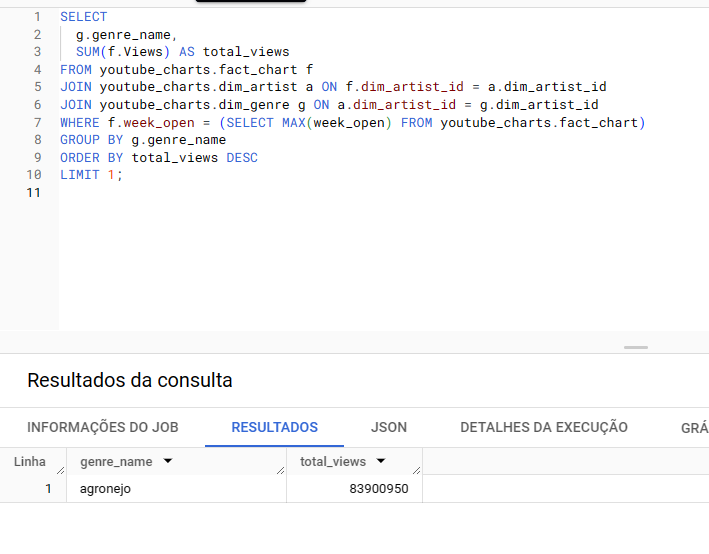 1 SELECT
2 g.genre_name,
3 SUM(f.Views) AS total_views
4 FROM youtube_charts.fact_chart f
5 JOIN youtube_charts.dim_artist a ON f.dim_artist_id = a.dim_artist_id
6 JOIN youtube_charts.dim_genre g ON a.dim_artist_id = g.dim_artist_id
7 WHERE f.week_open = (SELECT MAX(week_open) FROM youtube_charts.fact_chart)
8 GROUP BY g.genre_name
9 ORDER BY total_views DESC
10 LIMIT 1;
11
Resultados da consulta
INFORMAÇÕES DO JOB RESULTADOS JSON DETALHES DA EXECUÇÃO GRÁ
Linha genre_name total_views
1 agronejo 83900950